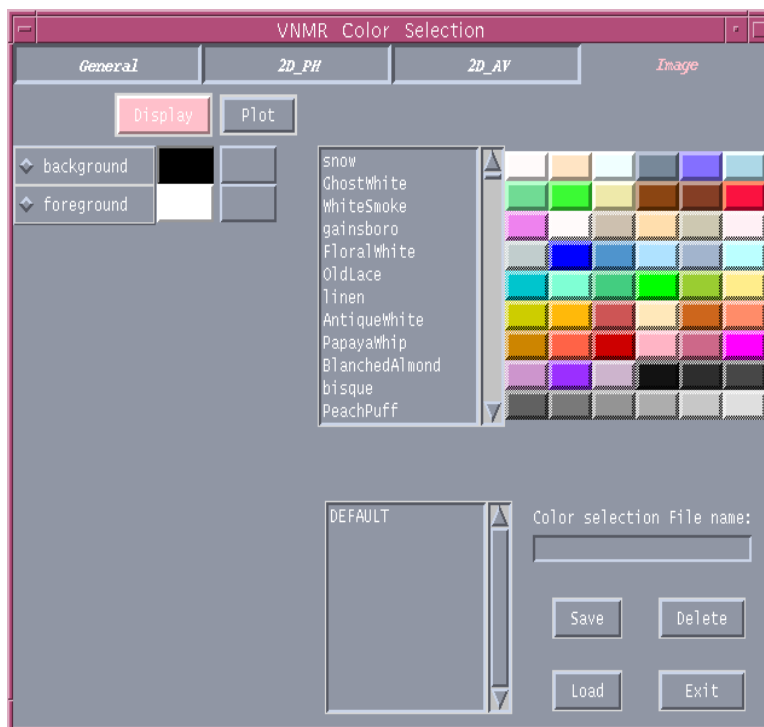 VNMR Color Selection
General 2D_PH 2D_AV Image
Display Plot
background
foreground
snow
GhostWhite
WhiteSmoke
gainsboro
FloralWhite
OldLace
linen
AntiqueWhite
PapayaWhip
BlanchedAlmond
bisque
PeachPuff
DEFAULT
Color selection File name:
Save Delete
Load Exit